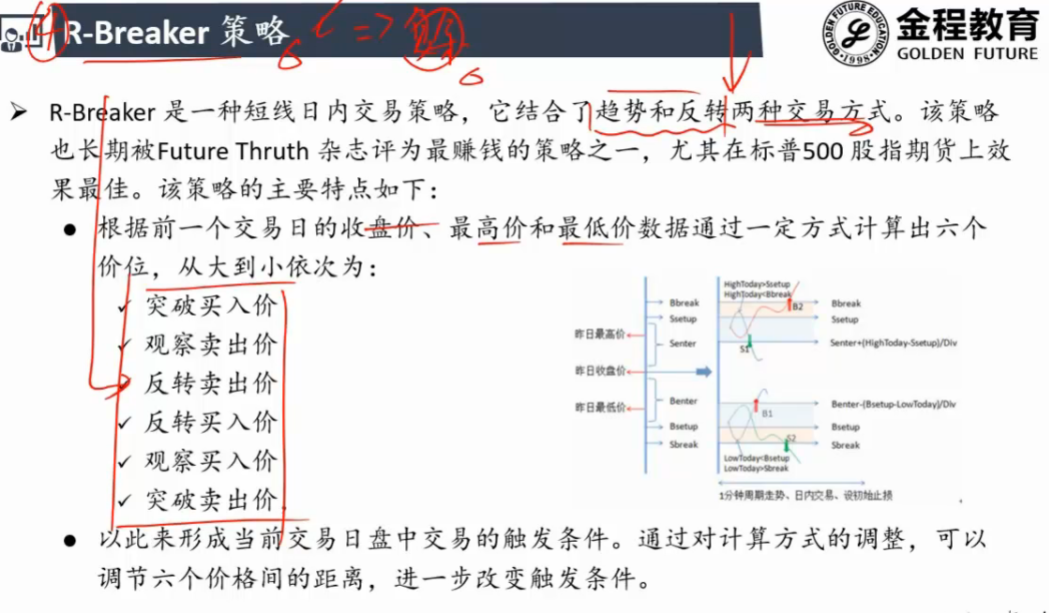 ④ R-Breaker 策略
GOLDEN FUTURE EDUCATION
·1998·
金程教育
GOLDEN FUTURE
➢ R-Breaker 是一种短线日内交易策略，它结合了趋势和反转两种交易方式。该策略
也长期被Future Thruth 杂志评为最赚钱的策略之一，尤其在标普500 股指期货上效
果最佳。该策略的主要特点如下：
● 根据前一个交易日的收盘价、最高价和最低价数据通过一定方式计算出六个
价位，从大到小依次为：
✓ 突破买入价
✓ 观察卖出价
✓ 反转卖出价
✓ 反转买入价
✓ 观察买入价
✓ 突破卖出价
昨日最高价
昨日收盘价
昨日最低价
Bbreak
Ssetup
Senter
Benter
Bsetup
Sbreak
HighToday>Ssetup
HighToday<Bbreak
B2
S1
B1
S2
LowToday<Bsetup
LowToday>Sbreak
Bbreak
Ssetup
Senter+(HighToday-Ssetup)/Div
Benter-(Bsetup-LowToday)/Div
Bsetup
Sbreak
1分钟周期走势、日内交易、设初始止损
● 以此来形成当前交易日盘中交易的触发条件。通过对计算方式的调整，可以
调节六个价格间的距离，进一步改变触发条件。